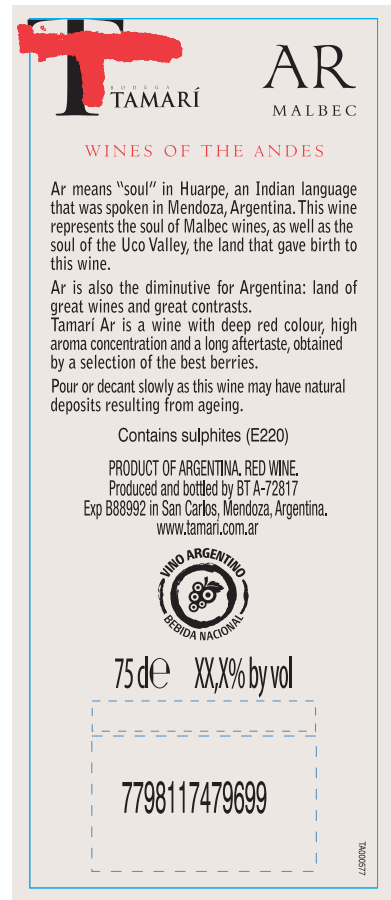 T
BODEGA
TAMARÍ
AR
MALBEC
WINES OF THE ANDES
Ar means "soul" in Huarpe, an Indian language
that was spoken in Mendoza, Argentina. This wine
represents the soul of Malbec wines, as well as the
soul of the Uco Valley, the land that gave birth to
this wine.
Ar is also the diminutive for Argentina: land of
great wines and great contrasts.
Tamarí Ar is a wine with deep red colour, high
aroma concentration and a long aftertaste, obtained
by a selection of the best berries.
Pour or decant slowly as this wine may have natural
deposits resulting from ageing.
Contains sulphites (E220)
PRODUCT OF ARGENTINA. RED WINE.
Produced and bottled by BT A-72817
Exp B88992 in San Carlos, Mendoza, Argentina.
www.tamari.com.ar
VINO ARGENTINO
BEBIDA NACIONAL
75 d℮ XX,X% by vol
7798117479699
TA000577